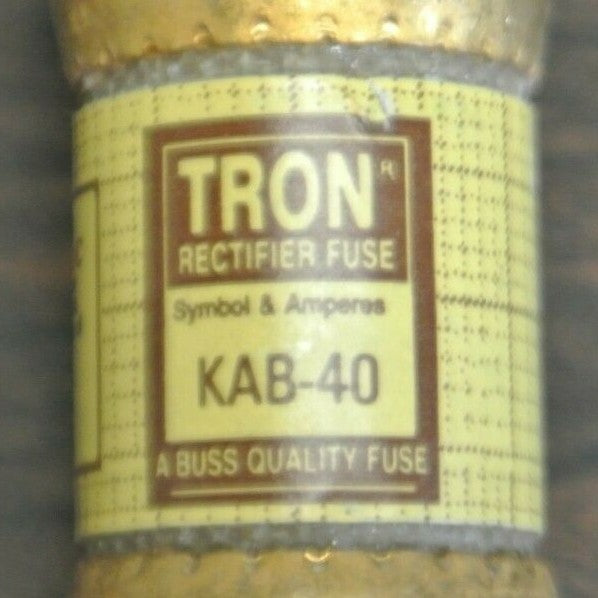 TRON®
RECTIFIER FUSE
Symbol & Amperes
KAB-40
A BUSS QUALITY FUSE